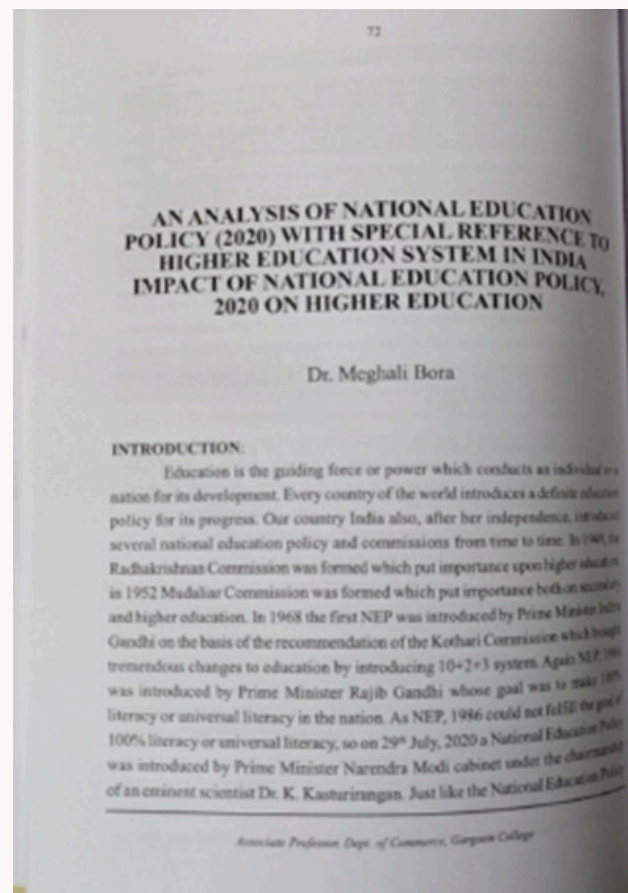 72
AN ANALYSIS OF NATIONAL EDUCATION
POLICY (2020) WITH SPECIAL REFERENCE TO
HIGHER EDUCATION SYSTEM IN INDIA
IMPACT OF NATIONAL EDUCATION POLICY,
2020 ON HIGHER EDUCATION
Dr. Meghali Bora
INTRODUCTION:
Education is the guiding force or power which conducts an individual or a
nation for its development. Every country of the world introduces a definite education
policy for its progress. Our country India also, after her independence, introduced
several national education policy and commissions from time to time. In the
Radhakrishnan Commission was formed which put importance upon higher education,
in 1952 Mudaliar Commission was formed which put importance both on secondary
and higher education. In 1968 the first NEP was introduced by Prime Minister Indira
Gandhi on the basis of the recommendation of the Kothari Commission which brought
tremendous changes to education by introducing 10+2+3 system. Again NEP, 1986
was introduced by Prime Minister Rajib Gandhi whose goal was to make 100%
literacy or universal literacy in the nation. As NEP, 1986 could not fulfill the goal of
100% literacy or universal literacy, so on 29th July, 2020 a National Education Policy
was introduced by Prime Minister Narendra Modi cabinet under the chairmanship
of an eminent scientist Dr. K. Kasturirangan. Just like the National Education Policy
Associate Professor, Dept. of Commerce, Gargaon College